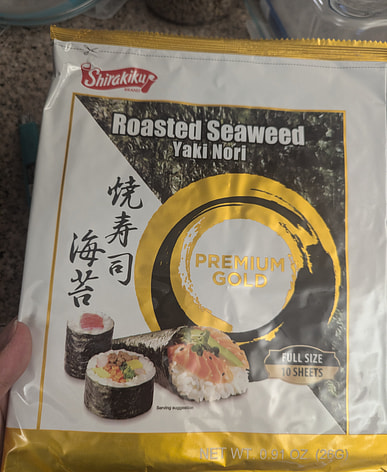 Shirakiku
BRAND
Roasted Seaweed
Yaki Nori
焼寿司
海苔
PREMIUM
GOLD
FULL SIZE
10 SHEETS
Serving suggestion
NET WT. 0.91 OZ. (26G)